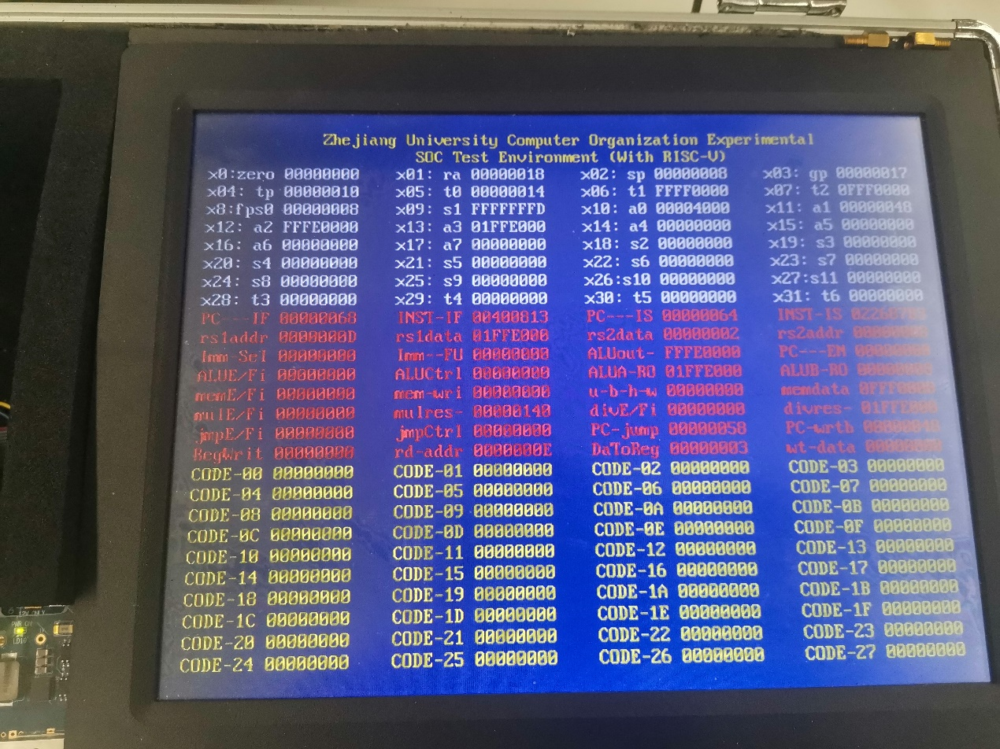 Zhejiang University Computer Organization Experimental
SOC Test Environment (With RISC-V)
x0:zero 00000000 x01: ra 00000018 x02: sp 00000008 x03: gp 00000017
x04: tp 00000010 x05: t0 00000014 x06: t1 FFFF0000 x07: t2 0FFF0000
x8:fps0 00000008 x09: s1 FFFFFFFD x10: a0 00004000 x11: a1 00000048
x12: a2 FFFE0000 x13: a3 01FFE000 x14: a4 00000000 x15: a5 00000000
x16: a6 00000000 x17: a7 00000000 x18: s2 00000000 x19: s3 00000000
x20: s4 00000000 x21: s5 00000000 x22: s6 00000000 x23: s7 00000000
x24: s8 00000000 x25: s9 00000000 x26:s10 00000000 x27:s11 00000000
x28: t3 00000000 x29: t4 00000000 x30: t5 00000000 x31: t6 00000000
PC---IF 00000068 INST-IF 00400813 PC---IS 00000064 INST-IS
rs1addr 0000000D rs1data 01FFE000 rs2data 00000002 rs2addr
Imm-Sel 00000000 Imm--FU 00000000 ALUout- FFFE0000 PC---EN 00000000
ALUE/Fi 00000000 ALUCtrl 00000000 ALUA-RO 01FFE000 ALUB-RO 00000000
memE/Fi 00000000 mem-wri 00000000 u-b-h-w 00000000 memdata 0FFF0000
mulE/Fi 00000000 mulres- 00000140 divE/Fi 00000000 divres- 01FFE000
jmpE/Fi 00000000 jmpCtrl 00000000 PC-jump 00000058 PC-wrtb 00000048
RegWrit 00000000 rd-addr 0000000E DaToReg 00000003 wt-data 00000000
CODE-00 00000000 CODE-01 00000000 CODE-02 00000000 CODE-03 00000000
CODE-04 00000000 CODE-05 00000000 CODE-06 00000000 CODE-07 00000000
CODE-08 00000000 CODE-09 00000000 CODE-0A 00000000 CODE-0B 00000000
CODE-0C 00000000 CODE-0D 00000000 CODE-0E 00000000 CODE-0F 00000000
CODE-10 00000000 CODE-11 00000000 CODE-12 00000000 CODE-13 00000000
CODE-14 00000000 CODE-15 00000000 CODE-16 00000000 CODE-17 00000000
CODE-18 00000000 CODE-19 00000000 CODE-1A 00000000 CODE-1B 00000000
CODE-1C 00000000 CODE-1D 00000000 CODE-1E 00000000 CODE-1F 00000000
CODE-20 00000000 CODE-21 00000000 CODE-22 00000000 CODE-23 00000000
CODE-24 00000000 CODE-25 00000000 CODE-26 00000000 CODE-27 00000000
PWR ON
LD10